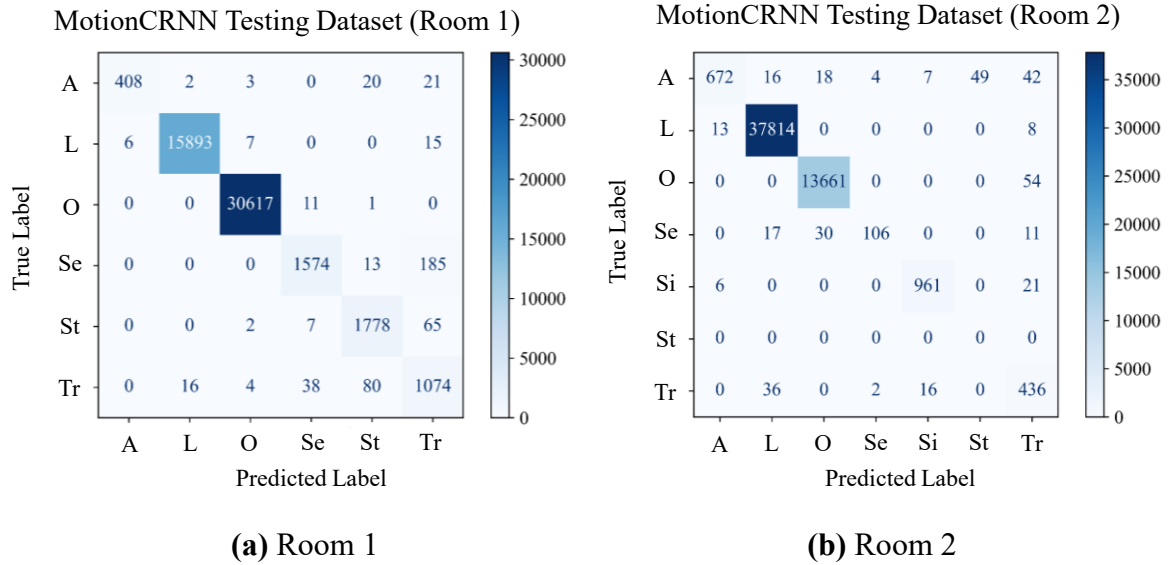 MotionCRNN Testing Dataset (Room 1)
True Label
A 408 2 3 0 20 21
L 6 15893 7 0 0 15
O 0 0 30617 11 1 0
Se 0 0 0 1574 13 185
St 0 0 2 7 1778 65
Tr 0 16 4 38 80 1074
A L O Se St Tr
Predicted Label
30000
25000
20000
15000
10000
5000
0
(a) Room 1
MotionCRNN Testing Dataset (Room 2)
True Label
A 672 16 18 4 7 49 42
L 13 37814 0 0 0 0 8
O 0 0 13661 0 0 0 54
Se 0 17 30 106 0 0 11
Si 6 0 0 0 961 0 21
St 0 0 0 0 0 0 0
Tr 0 36 0 2 16 0 436
A L O Se Si St Tr
Predicted Label
35000
30000
25000
20000
15000
10000
5000
0
(b) Room 2